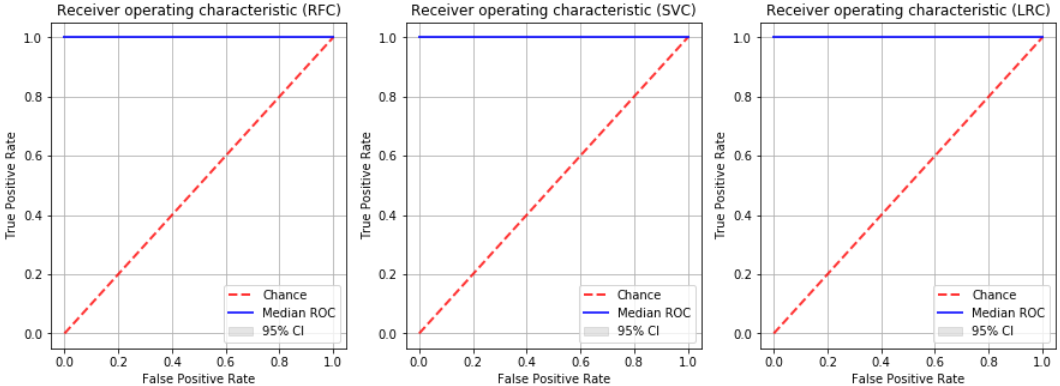 Receiver operating characteristic (RFC)
1.0
0.8
0.6
0.4
0.2
0.0
True Positive Rate
Chance
Median ROC
95% CI
0.0 0.2 0.4 0.6 0.8 1.0
False Positive Rate
Receiver operating characteristic (SVC)
1.0
0.8
0.6
0.4
0.2
0.0
True Positive Rate
Chance
Median ROC
95% CI
0.0 0.2 0.4 0.6 0.8 1.0
False Positive Rate
Receiver operating characteristic (LRC)
1.0
0.8
0.6
0.4
0.2
0.0
True Positive Rate
Chance
Median ROC
95% CI
0.0 0.2 0.4 0.6 0.8 1.0
False Positive Rate